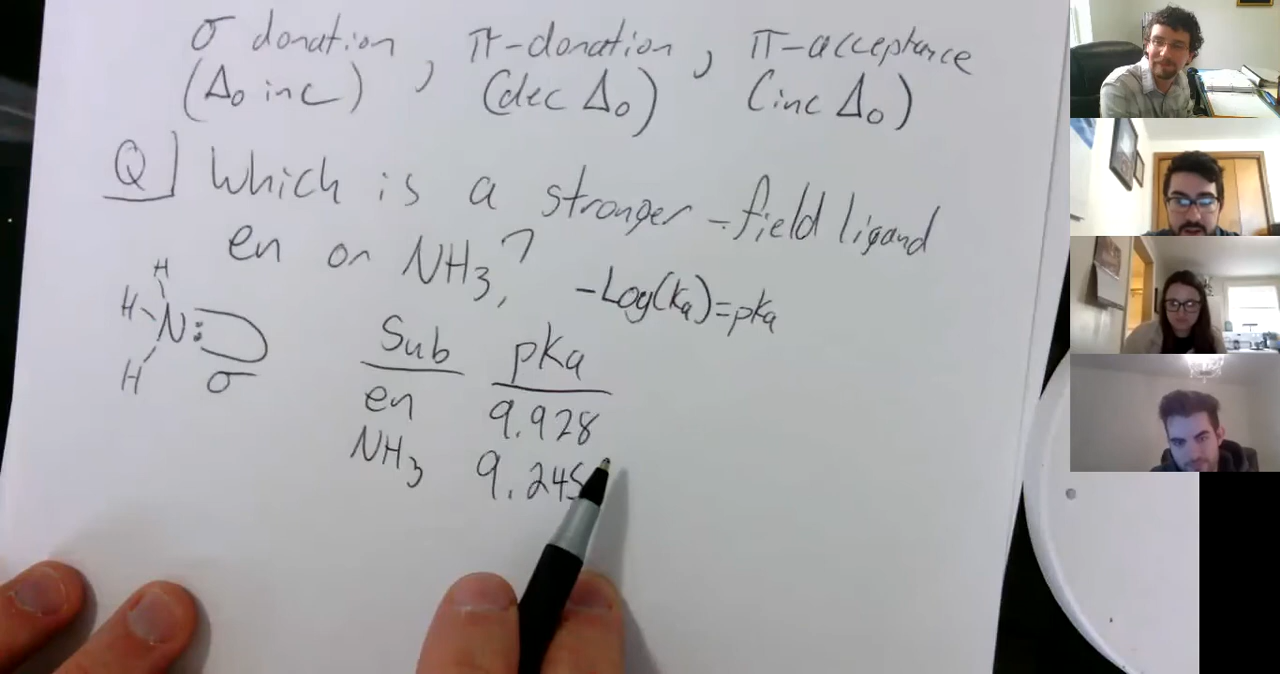 σ donation, π-donation, π-acceptance
(Δo inc) (dec Δo) (inc Δo)
Q] Which is a stronger-field ligand
en or NH3?
-Log(Ka)=pKa
H
H N:
H σ
Sub pKa
en 9.928
NH3 9.245